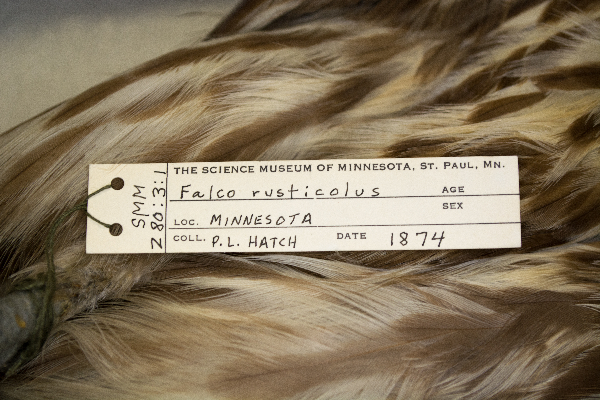 SMM
Z 80:3:1
THE SCIENCE MUSEUM OF MINNESOTA, ST. PAUL, MN.
Falco rusticolus AGE
SEX
LOC. MINNESOTA
COLL. P.L. HATCH DATE 1874